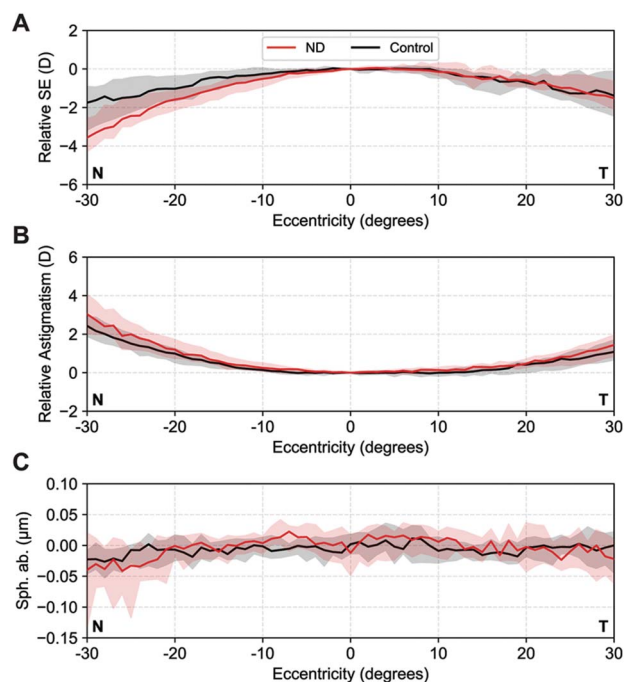 A
2
0
−2
−4
−6
Relative SE (D)
ND
Control
N
T
-30
-20
-10
0
10
20
30
Eccentricity (degrees)
B
6
4
2
0
−2
Relative Astigmatism (D)
N
T
-30
-20
-10
0
10
20
30
Eccentricity (degrees)
C
0.10
0.05
0.00
−0.05
−0.10
−0.15
Sph. ab. (μm)
N
T
-30
-20
-10
0
10
20
30
Eccentricity (degrees)